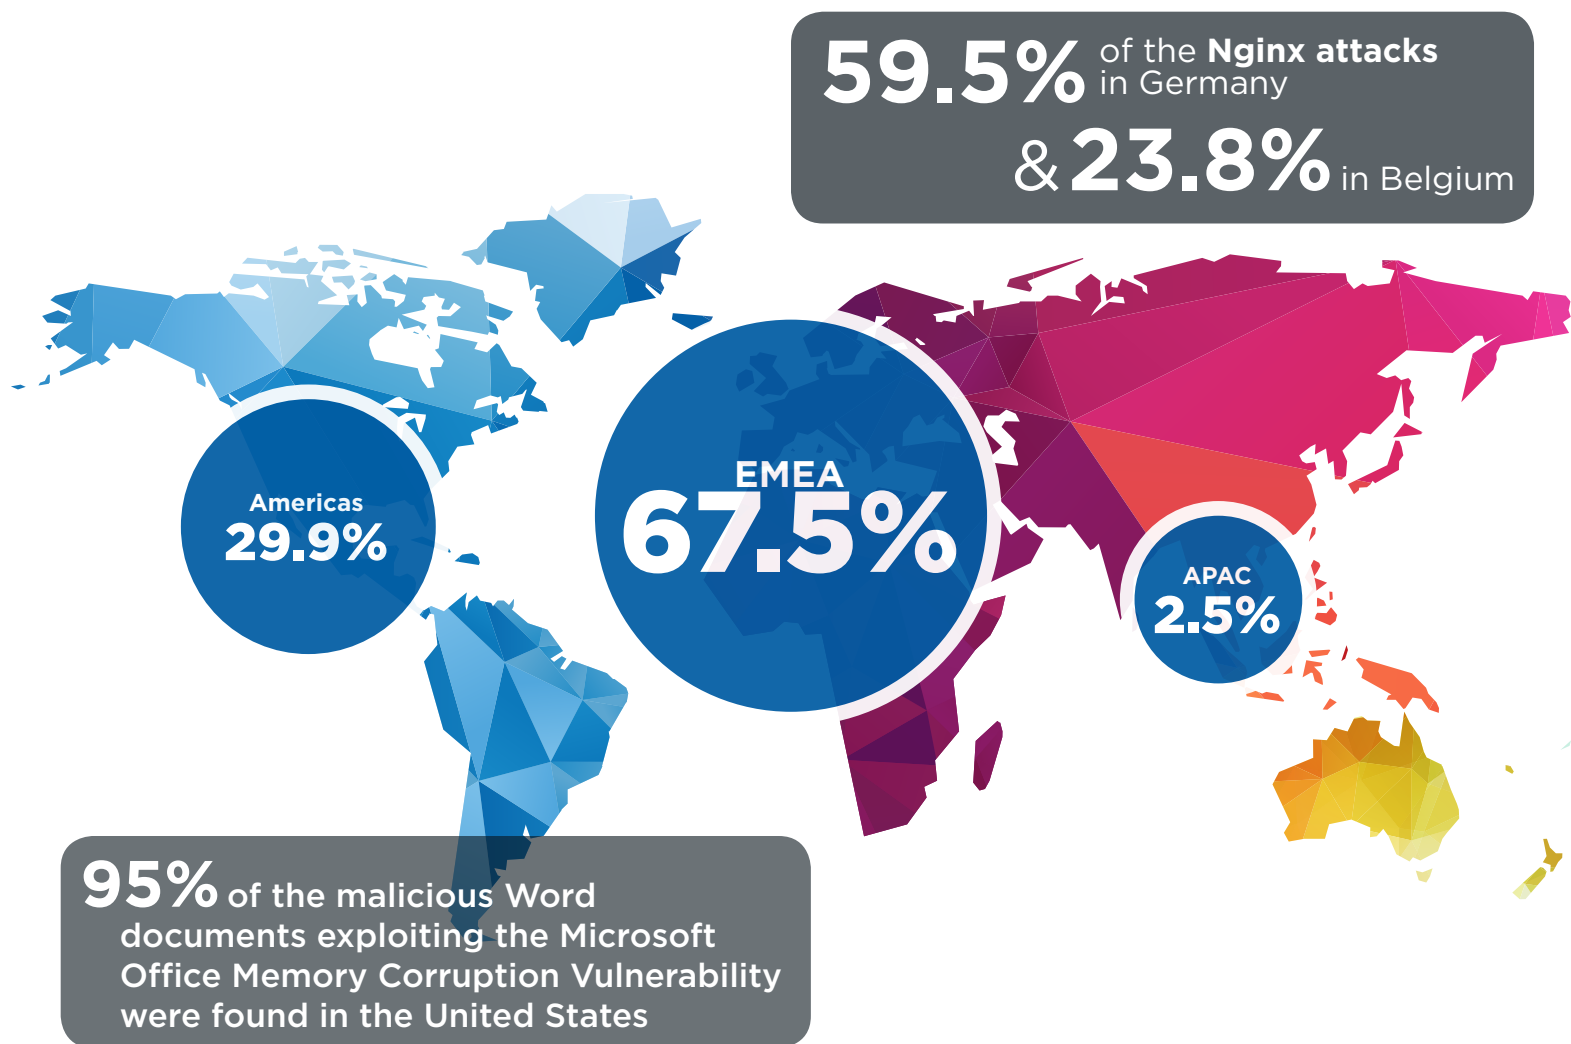 59.5% of the Nginx attacks
in Germany
& 23.8% in Belgium
EMEA
67.5%
Americas
29.9%
APAC
2.5%
95% of the malicious Word
documents exploiting the Microsoft
Office Memory Corruption Vulnerability
were found in the United States